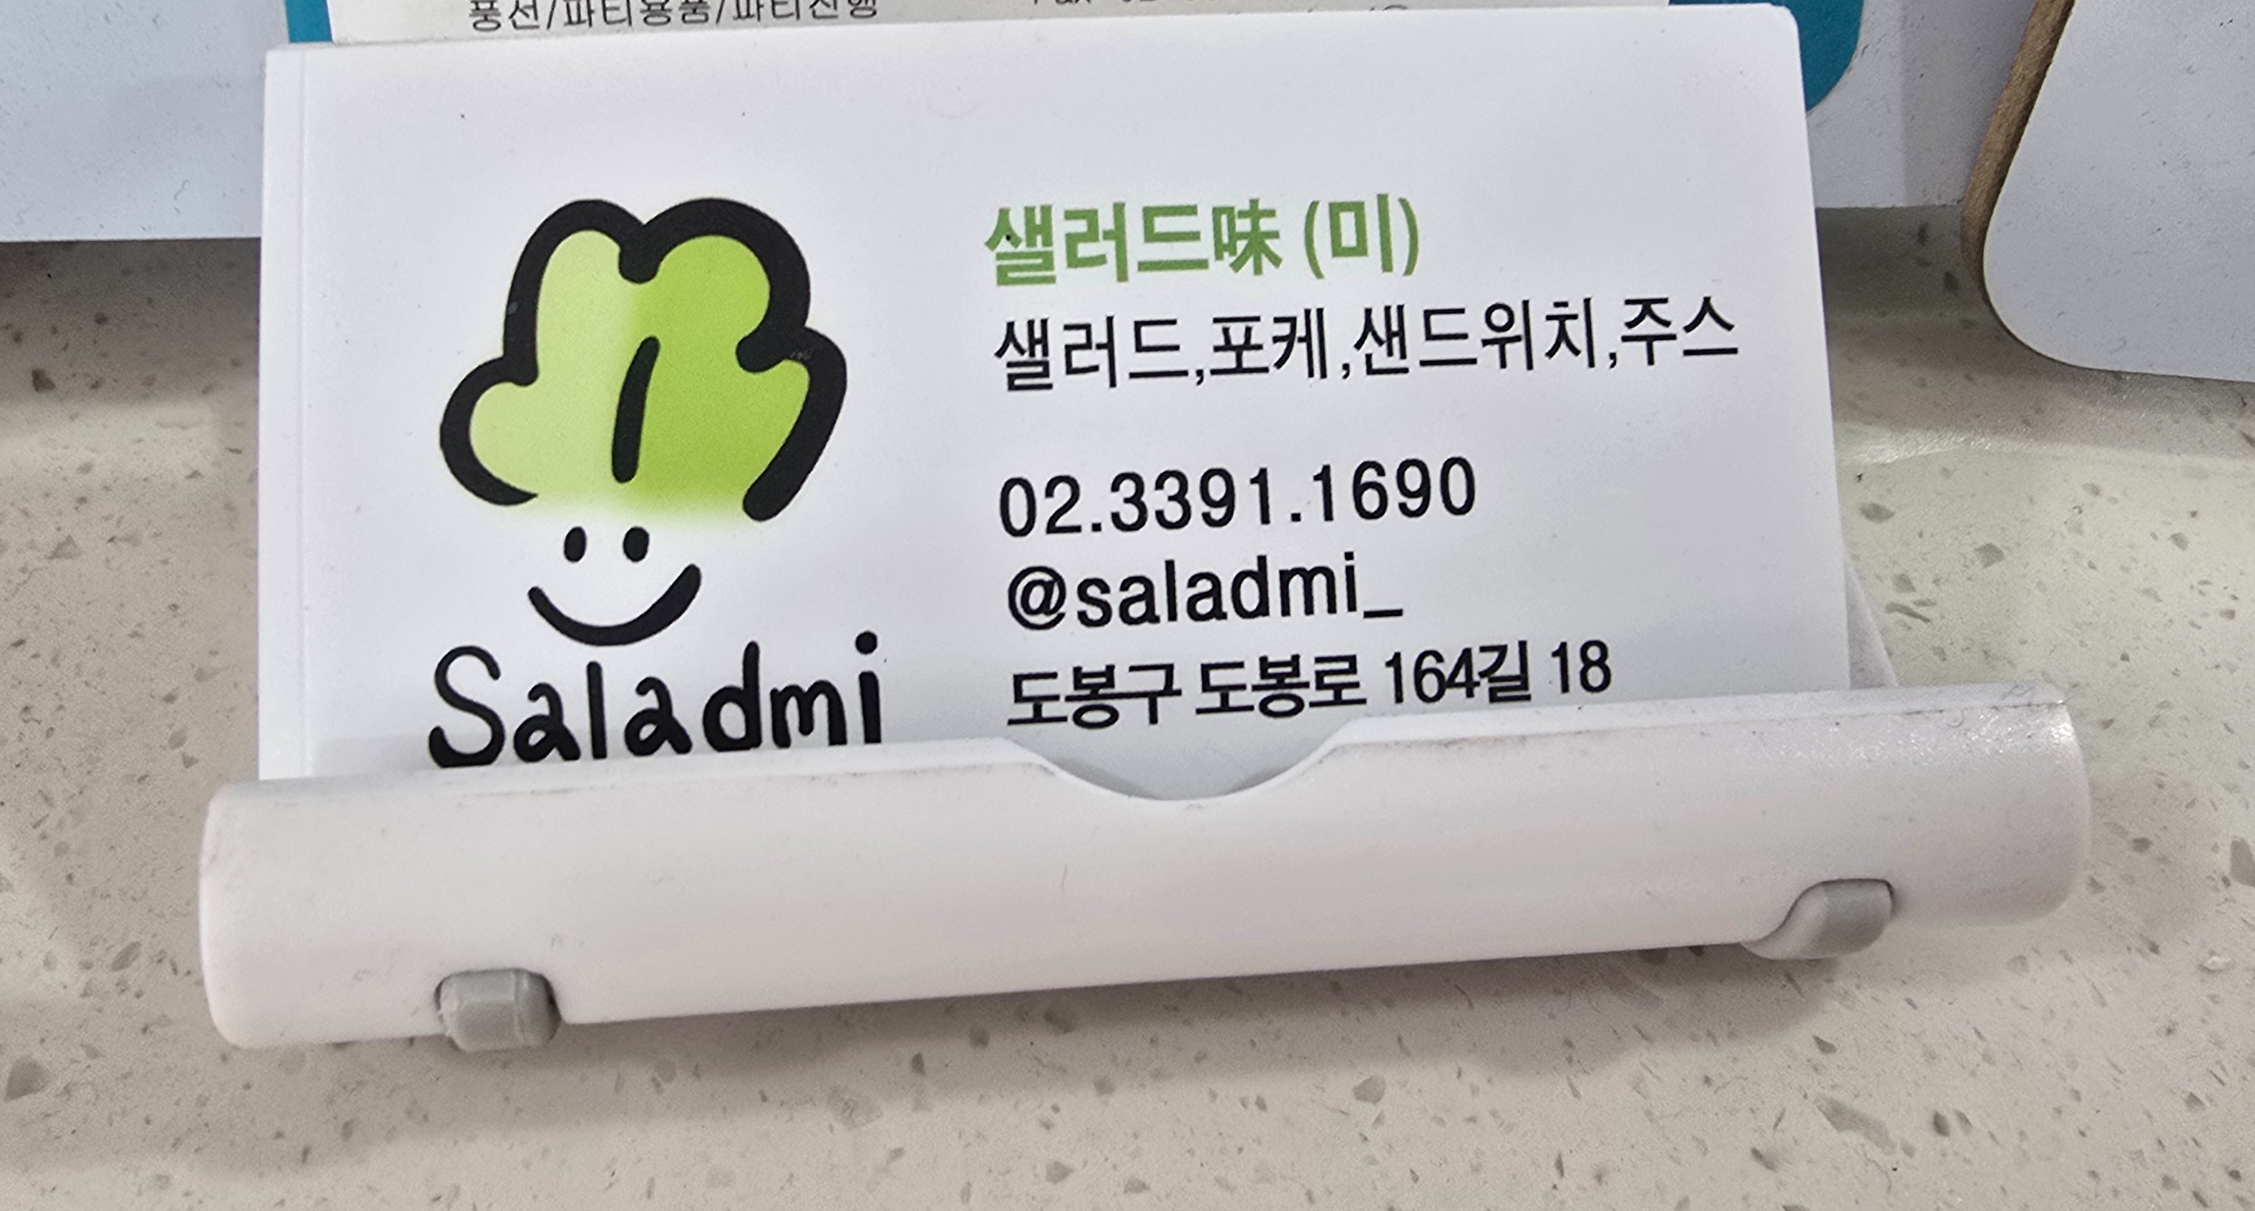 풍선/파티용품/파티진행
샐러드味 (미)
샐러드,포케,샌드위치,주스
02.3391.1690
@saladmi_
도봉구 도봉로 164길 18
Saladmi